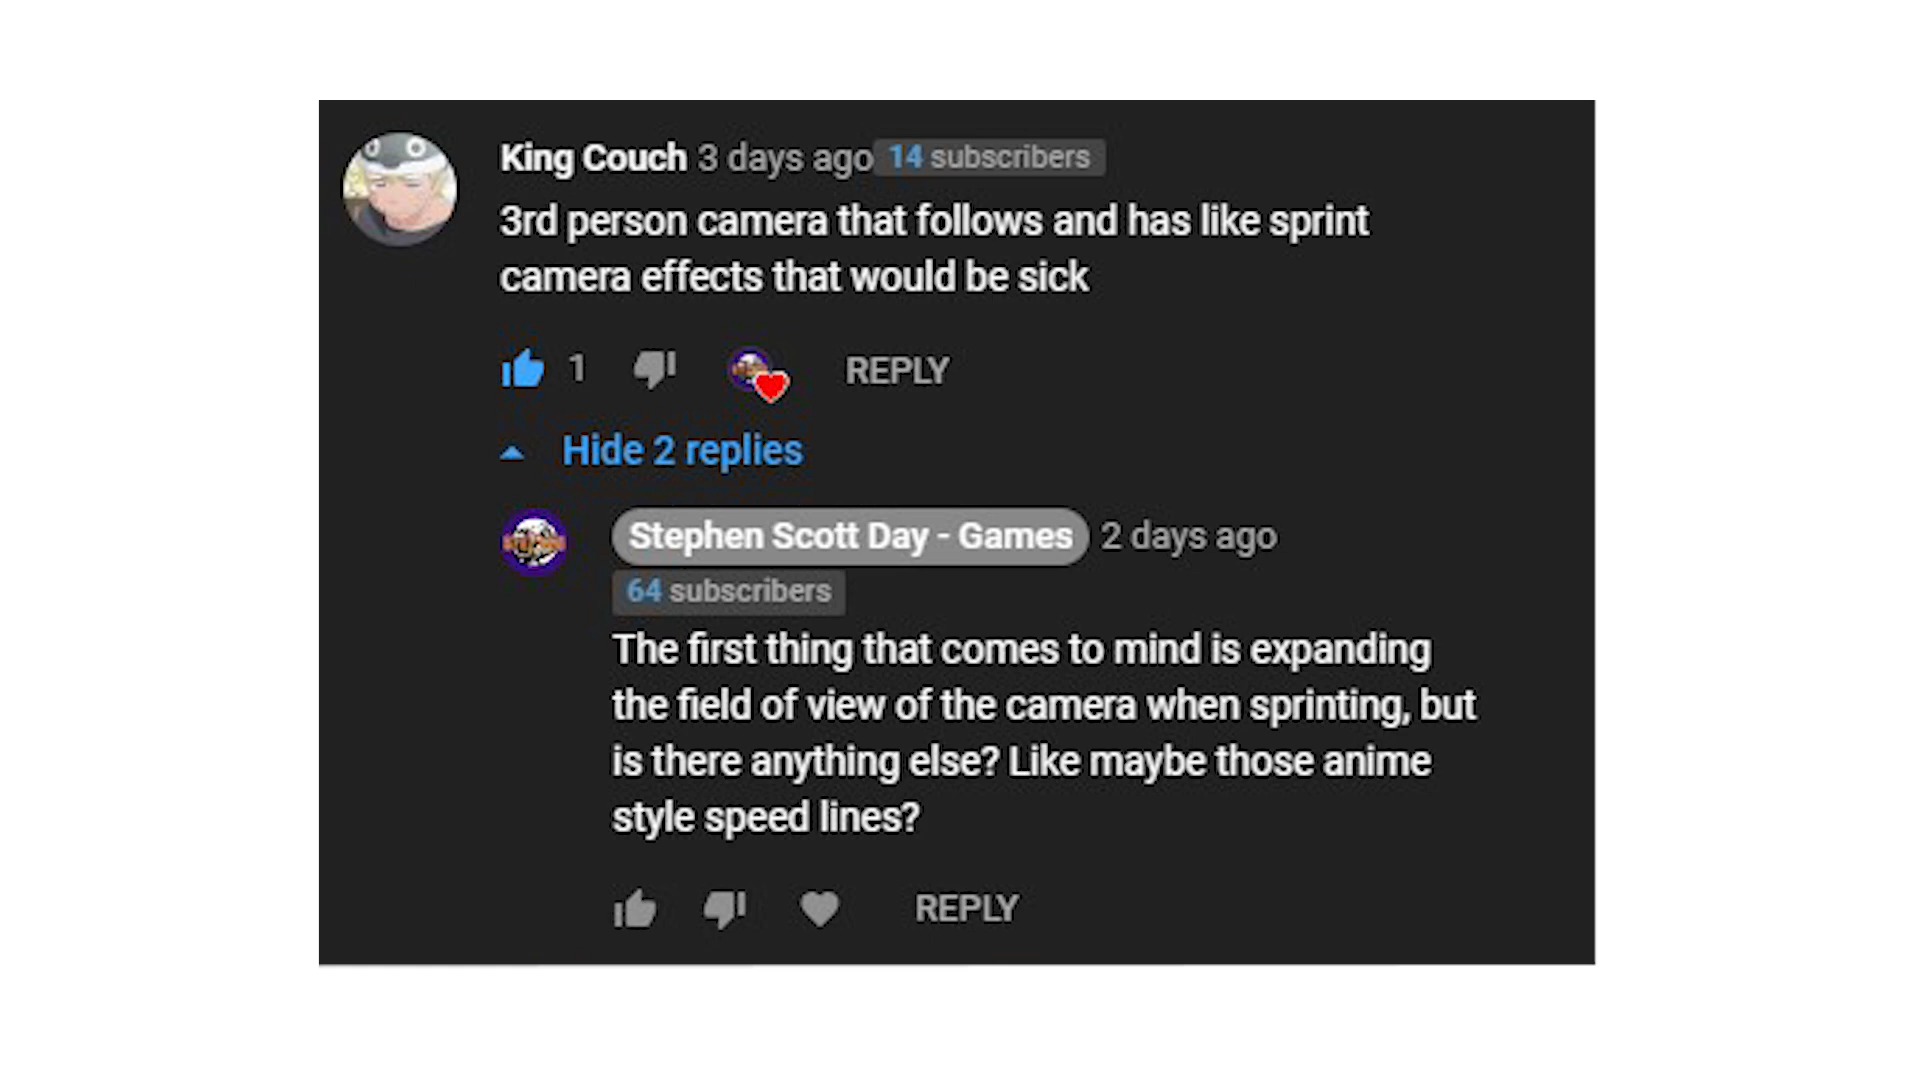 King Couch 3 days ago 14 subscribers
3rd person camera that follows and has like sprint
camera effects that would be sick
1 REPLY
Hide 2 replies
Stephen Scott Day - Games 2 days ago
64 subscribers
The first thing that comes to mind is expanding
the field of view of the camera when sprinting, but
is there anything else? Like maybe those anime
style speed lines?
REPLY